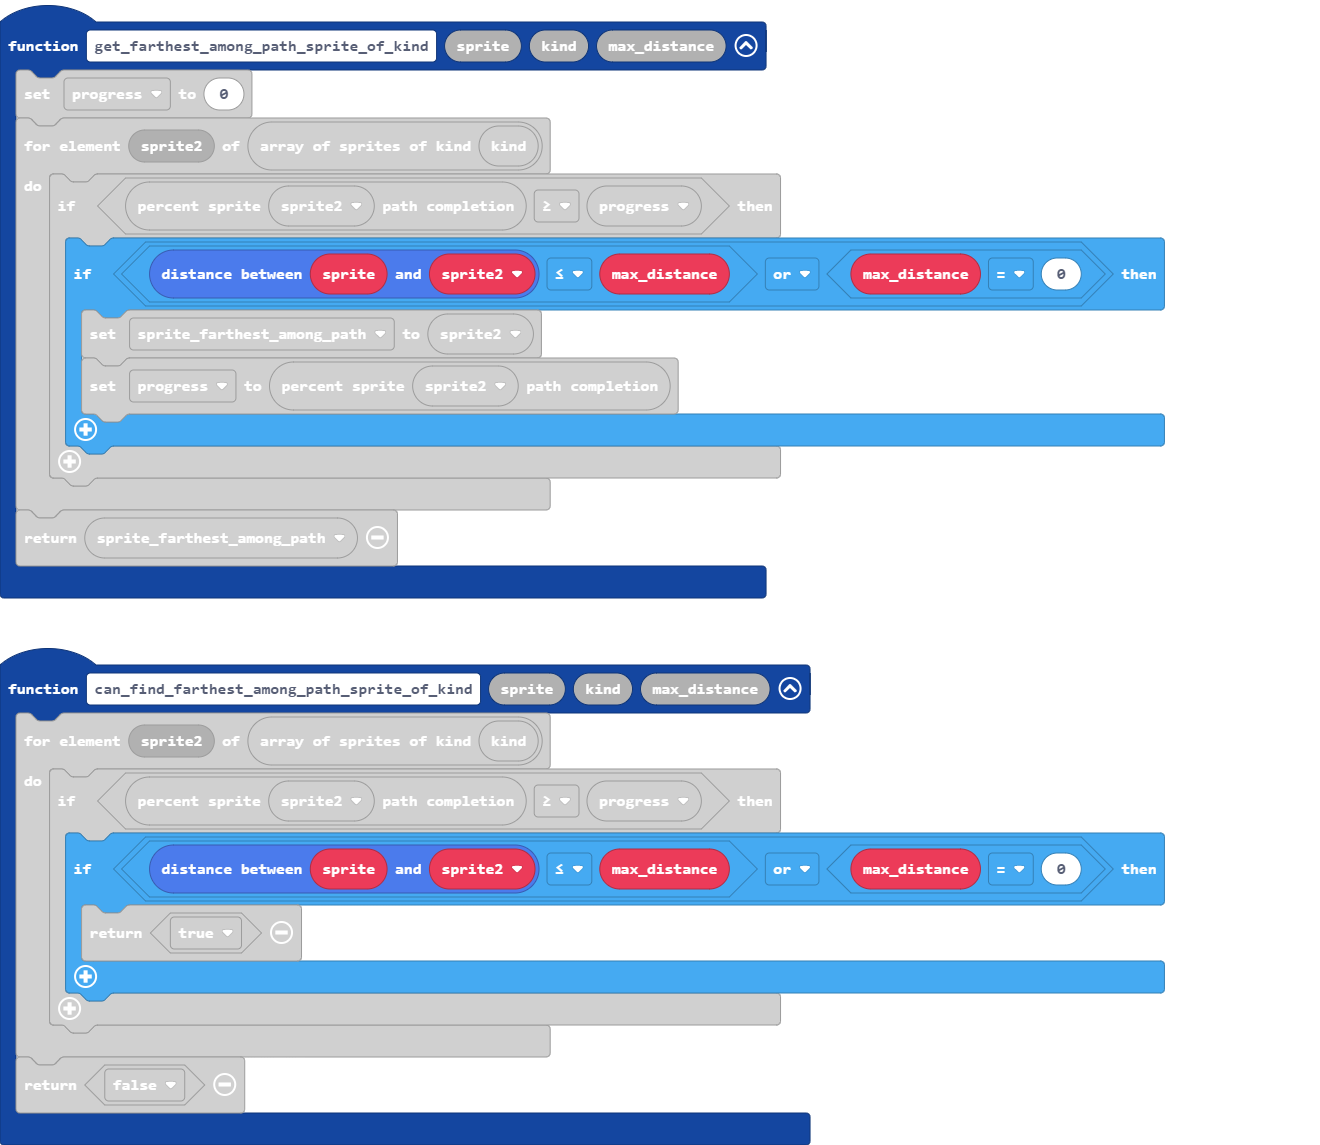 function get_farthest_among_path_sprite_of_kind sprite kind max_distance
set progress to 0
for element sprite2 of array of sprites of kind kind
do
if percent sprite sprite2 path completion ≥ progress then
if distance between sprite and sprite2 ≤ max_distance or max_distance = 0 then
set sprite_farthest_among_path to sprite2
set progress to percent sprite sprite2 path completion
return sprite_farthest_among_path
function can_find_farthest_among_path_sprite_of_kind sprite kind max_distance
for element sprite2 of array of sprites of kind kind
do
if percent sprite sprite2 path completion ≥ progress then
if distance between sprite and sprite2 ≤ max_distance or max_distance = 0 then
return true
return false